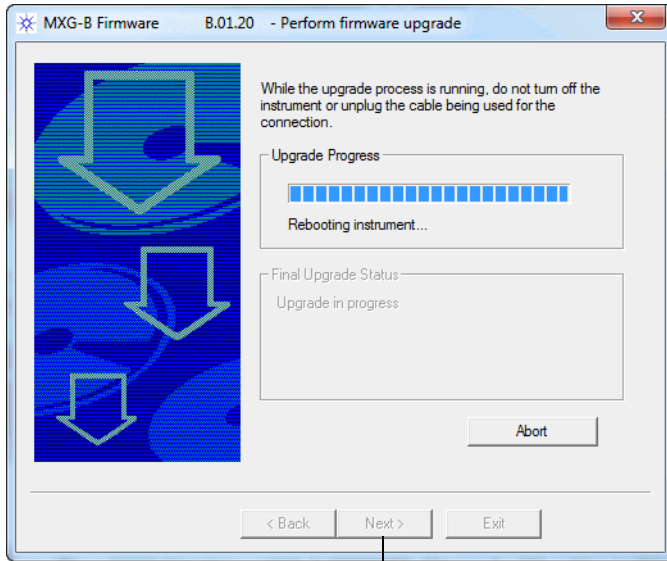 MXG-B Firmware B.01.20 - Perform firmware upgrade
While the upgrade process is running, do not turn off the
instrument or unplug the cable being used for the
connection.
Upgrade Progress
Rebooting instrument...
Final Upgrade Status
Upgrade in progress
Abort
< Back Next > Exit